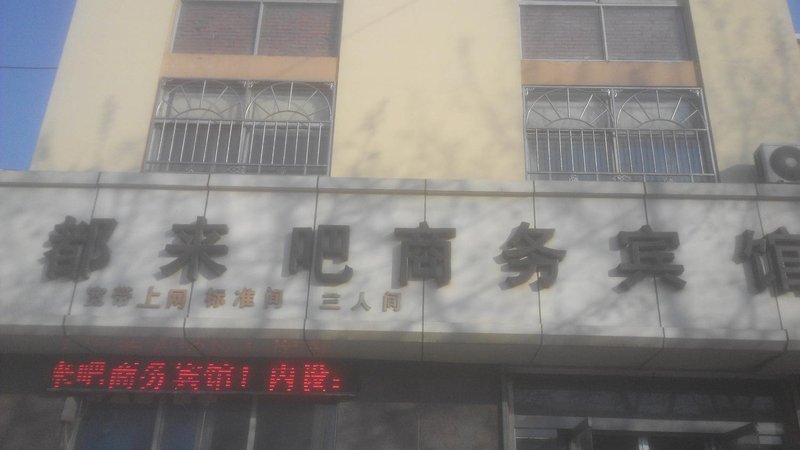 都来吧商务宾馆
宽带上网 标准间 三人间
来吧商务宾馆！内设：